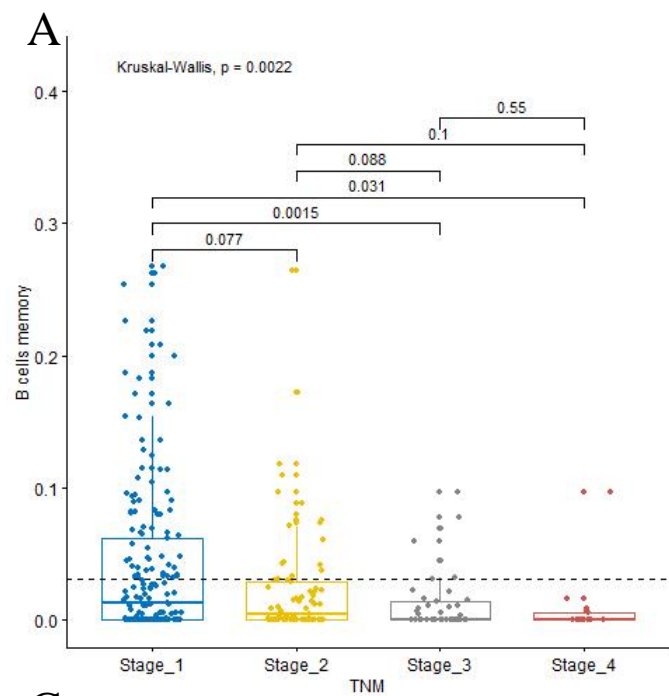 A
Kruskal-Wallis, p = 0.0022
0.4
0.55
0.1
0.088
0.031
0.3
0.0015
0.077
0.2
B cells memory
0.1
0.0
Stage_1 Stage_2 Stage_3 Stage_4
TNM